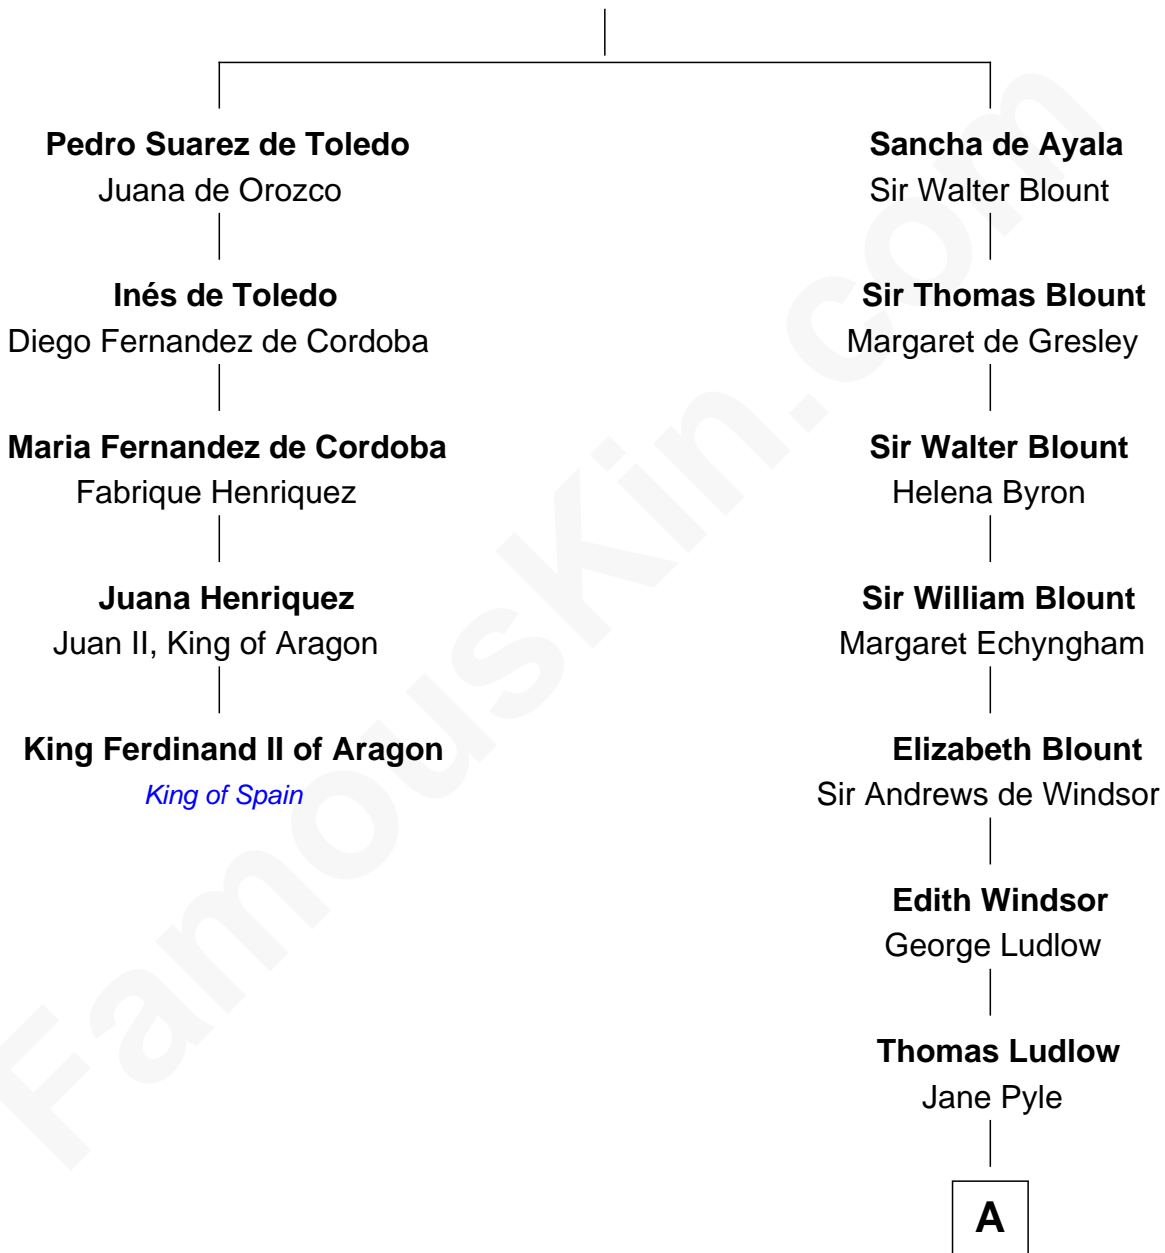 Pedro Suarez de Toledo
Juana de Orozco
Inés de Toledo
Diego Fernandez de Cordoba
Maria Fernandez de Cordoba
Fabrique Henriquez
Juana Henriquez
Juan II, King of Aragon
King Ferdinand II of Aragon
King of Spain
Sancha de Ayala
Sir Walter Blount
Sir Thomas Blount
Margaret de Gresley
Sir Walter Blount
Helena Byron
Sir William Blount
Margaret Echyngham
Elizabeth Blount
Sir Andrews de Windsor
Edith Windsor
George Ludlow
Thomas Ludlow
Jane Pyle
A
FamousKin.com